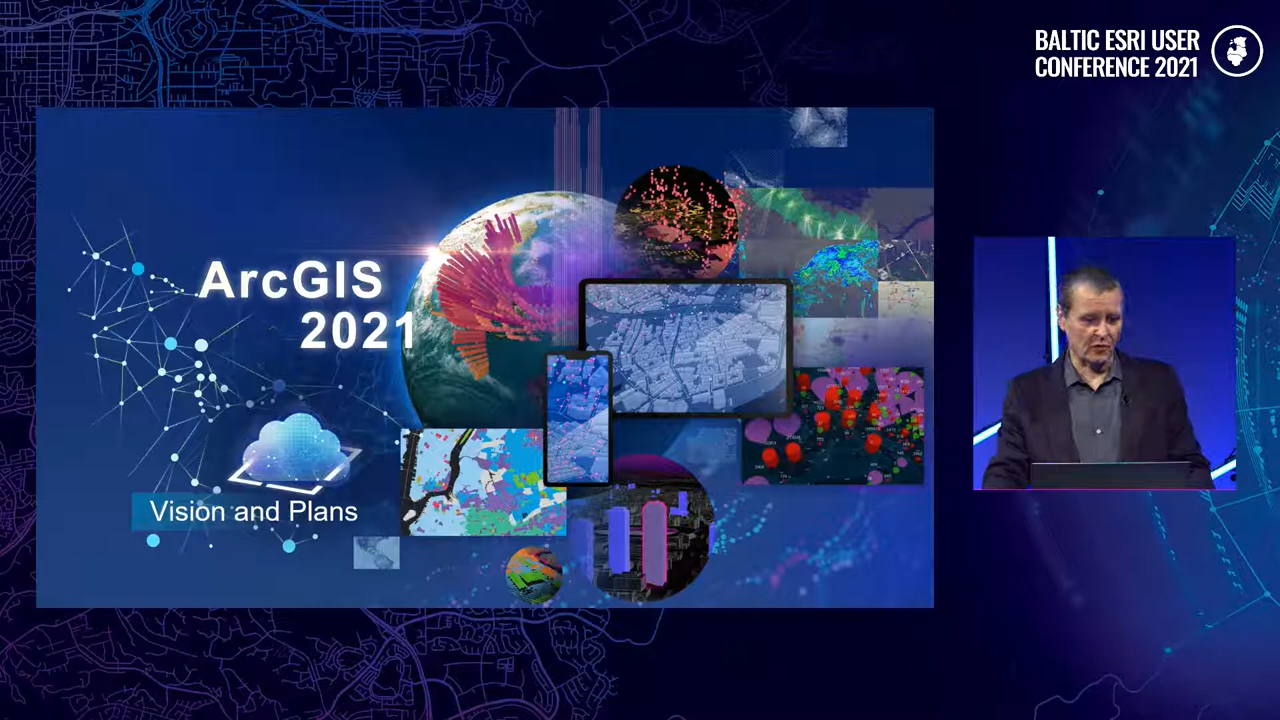 BALTIC ESRI USER
CONFERENCE 2021
ArcGIS
2021
Vision and Plans